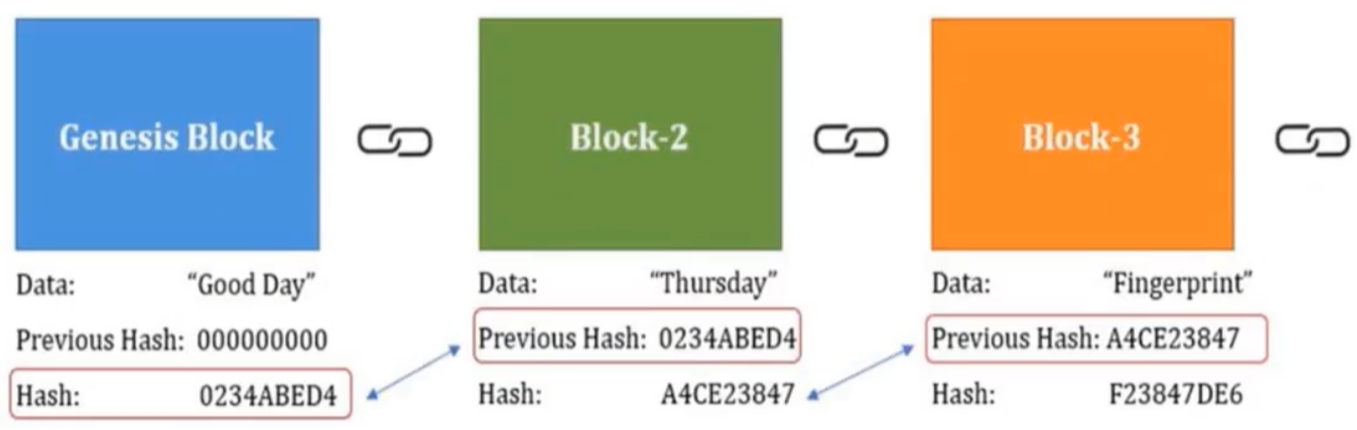 Genesis Block
Data: “Good Day”
Previous Hash: 000000000
Hash: 0234ABED4
Block-2
Data: “Thursday”
Previous Hash: 0234ABED4
Hash: A4CE23847
Block-3
Data: “Fingerprint”
Previous Hash: A4CE23847
Hash: F23847DE6